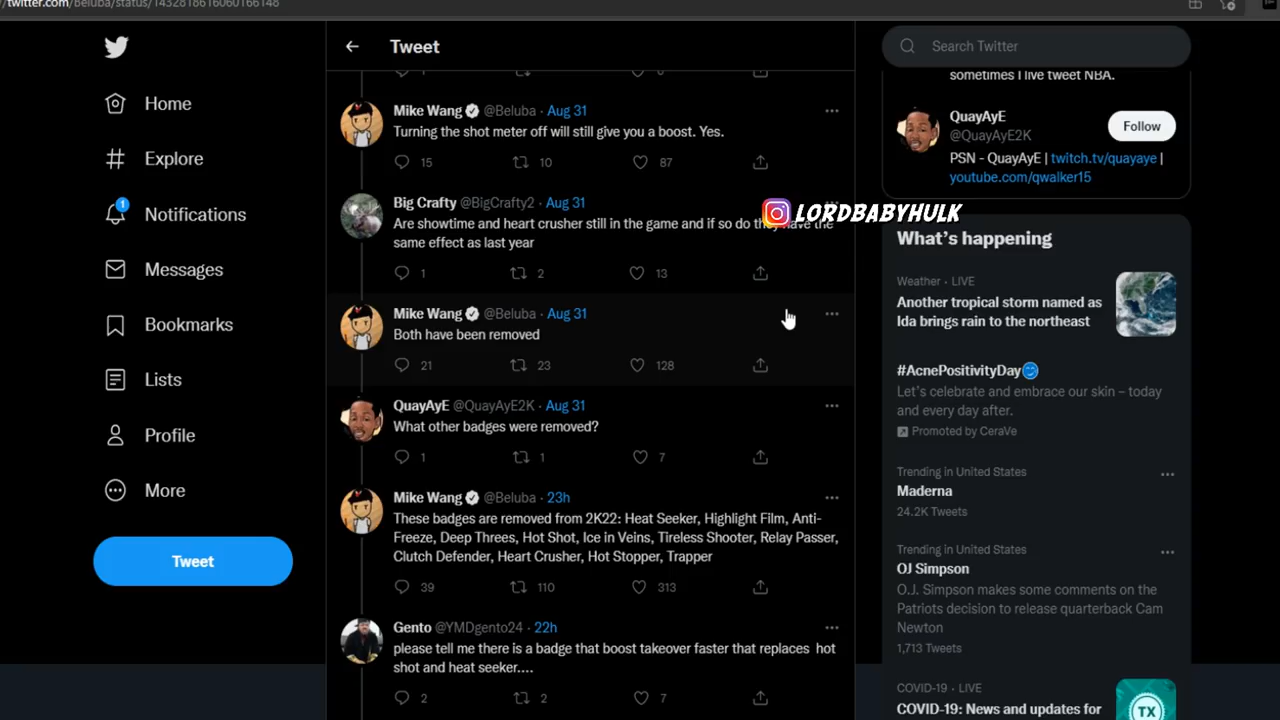 //twitter.com/beluba/status/1432818616060166148
Home
Explore
1
Notifications
Messages
Bookmarks
Lists
Profile
More
Tweet
Tweet
Mike Wang @Beluba · Aug 31
Turning the shot meter off will still give you a boost. Yes.
15 10 87
Big Crafty @BigCrafty2 · Aug 31
Are showtime and heart crusher still in the game and if so do they have the
same effect as last year
1 2 13
Mike Wang @Beluba · Aug 31
Both have been removed
21 23 128
QuayAyE @QuayAyE2K · Aug 31
What other badges were removed?
1 1 7
Mike Wang @Beluba · 23h
These badges are removed from 2K22: Heat Seeker, Highlight Film, Anti-
Freeze, Deep Threes, Hot Shot, Ice in Veins, Tireless Shooter, Relay Passer,
Clutch Defender, Heart Crusher, Hot Stopper, Trapper
39 110 313
Gento @YMDgento24 · 22h
please tell me there is a badge that boost takeover faster that replaces hot
shot and heat seeker....
2 2 7
LORDBABYHULK
Search Twitter
sometimes I live tweet NBA.
QuayAyE
@QuayAyE2K
Follow
PSN - QuayAyE | twitch.tv/quayaye |
youtube.com/qwalker15
What's happening
Weather · LIVE
Another tropical storm named as
Ida brings rain to the northeast
#AcnePositivityDay
Let's celebrate and embrace our skin – today
and every day after.
Promoted by CeraVe
Trending in United States
Maderna
24.2K Tweets
Trending in United States
OJ Simpson
O.J. Simpson makes some comments on the
Patriots decision to release quarterback Cam
Newton
1,713 Tweets
COVID-19 · LIVE
COVID-19: News and updates for
TX